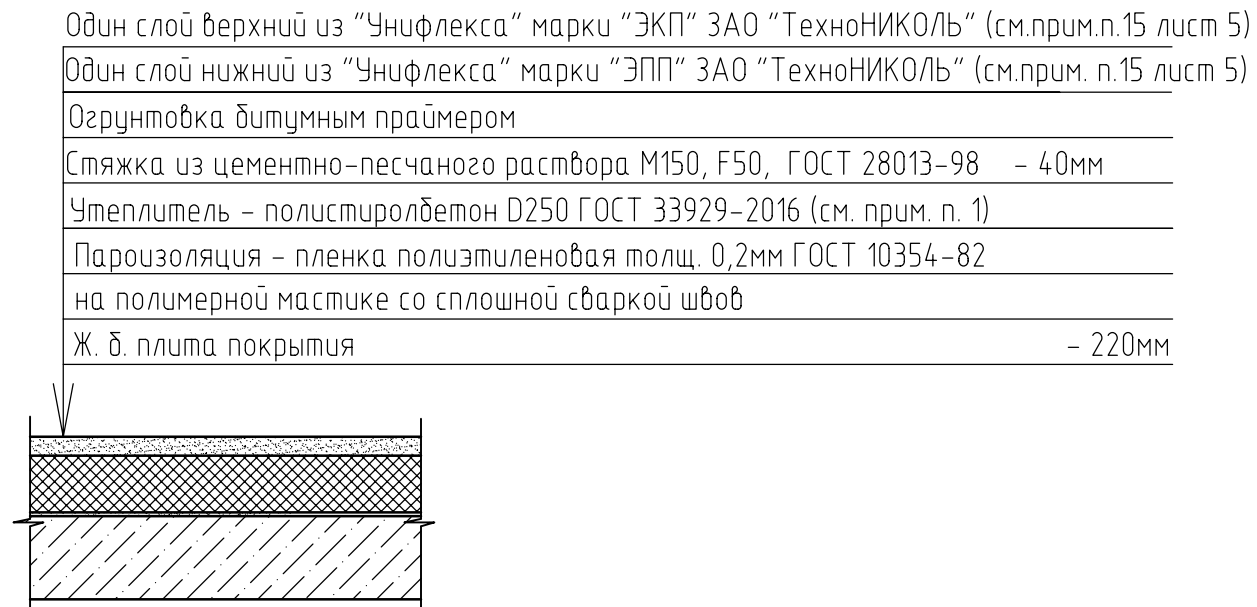 Один слой верхний из "Унифлекса" марки "ЭКП" ЗАО "ТехноНИКОЛЬ" (см.прим.п.15 лист 5)
Один слой нижний из "Унифлекса" марки "ЭПП" ЗАО "ТехноНИКОЛЬ" (см.прим. п.15 лист 5)
Огрунтовка битумным праймером
Стяжка из цементно-песчаного раствора М150, F50, ГОСТ 28013-98 - 40мм
Утеплитель - полистиролбетон D250 ГОСТ 33929-2016 (см. прим. п. 1)
Пароизоляция - пленка полиэтиленовая толщ. 0,2мм ГОСТ 10354-82
на полимерной мастике со сплошной сваркой швов
Ж. б. плита покрытия - 220мм